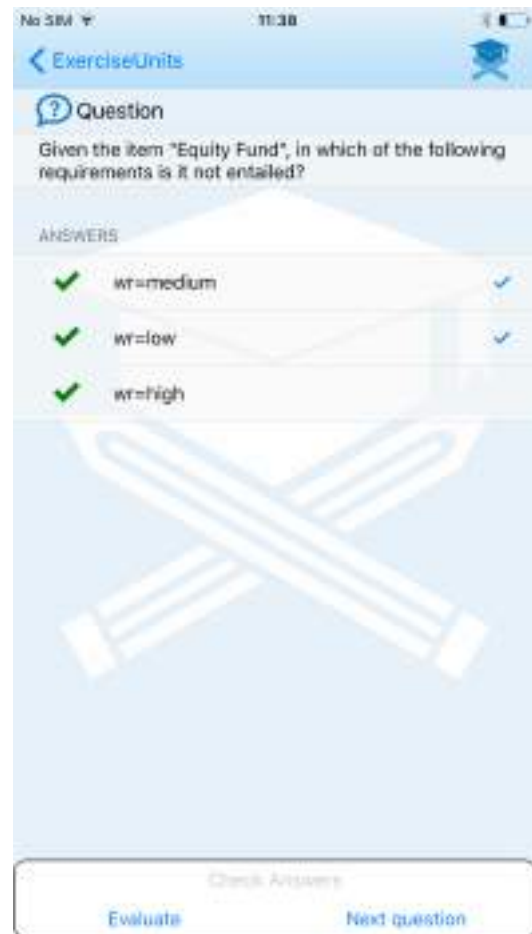 No SIM
11:38
ExerciseUnits
Question
Given the item "Equity Fund", in which of the following
requirements is it not entailed?
ANSWERS
wr=medium
wr=low
wr=high
Check Answers
Evaluate
Next question